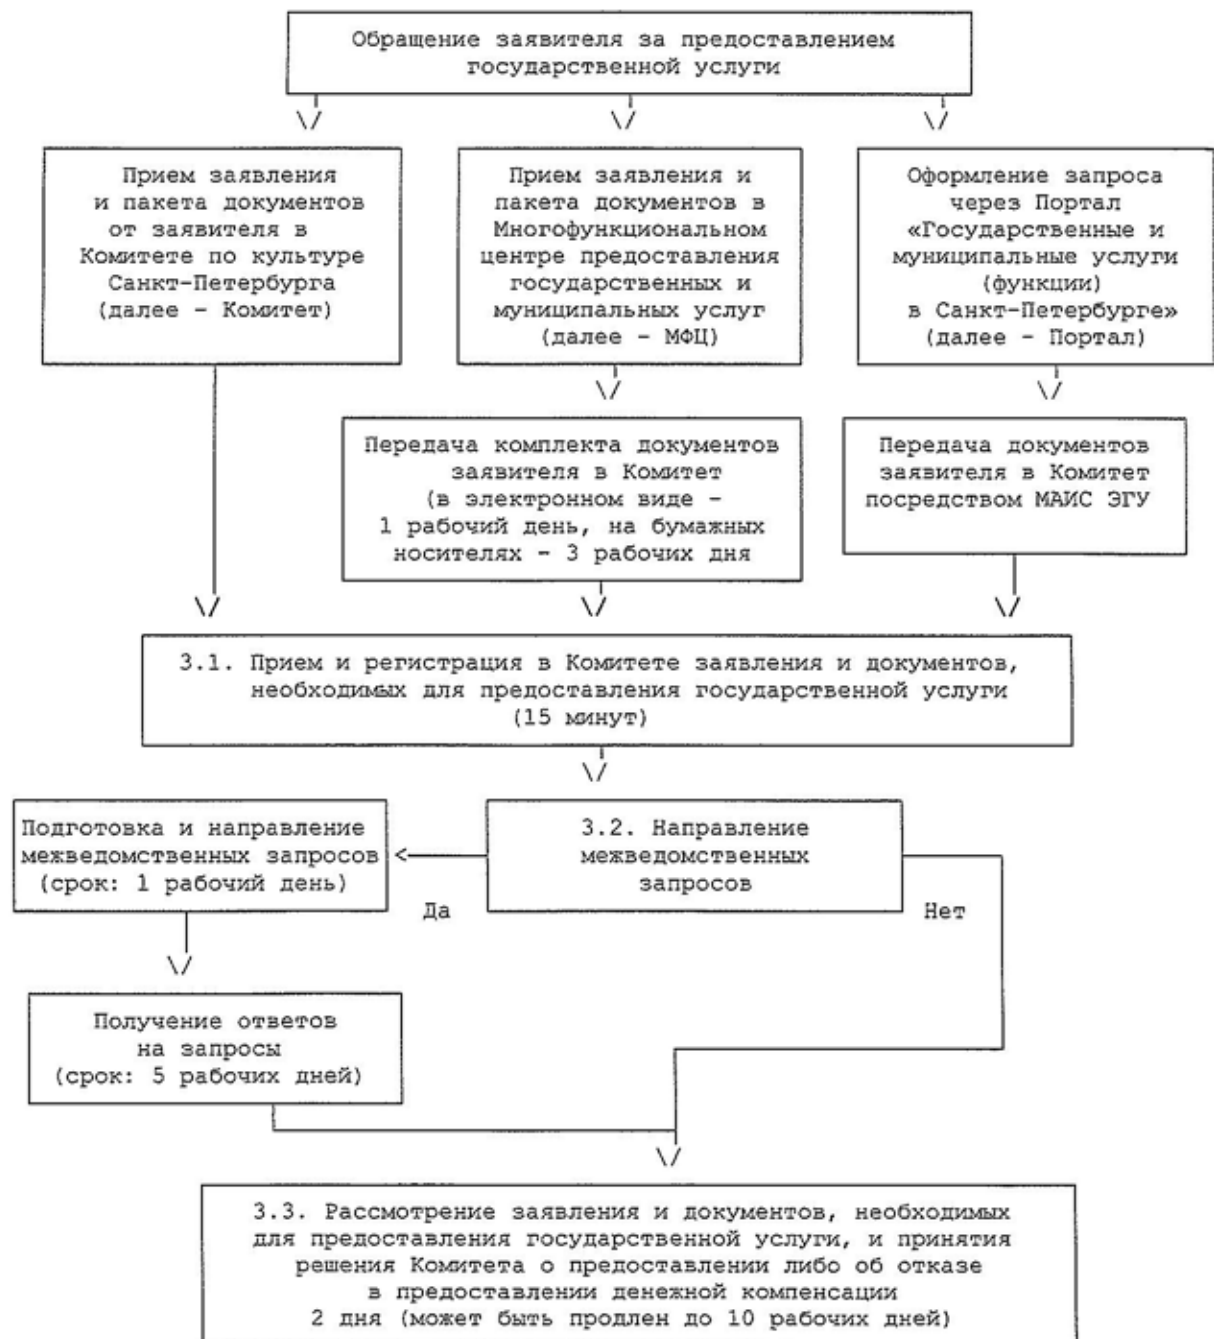 Обращение заявителя за предоставлением
государственной услуги
\/
\/
\/
Прием заявления
и пакета документов
от заявителя в
Комитете по культуре
Санкт-Петербурга
(далее - Комитет)
Прием заявления и
пакета документов в
Многофункциональном
центре предоставления
государственных и
муниципальных услуг
(далее - МФЦ)
Оформление запроса
через Портал
«Государственные и
муниципальные услуги
(функции)
в Санкт-Петербурге»
(далее - Портал)
\/
\/
Передача комплекта документов
заявителя в Комитет
(в электронном виде -
1 рабочий день, на бумажных
носителях - 3 рабочих дня
Передача документов
заявителя в Комитет
посредством МАИС ЭГУ
\/
\/
\/
3.1. Прием и регистрация в Комитете заявления и документов,
необходимых для предоставления государственной услуги
(15 минут)
\/
Подготовка и направление
межведомственных запросов
(срок: 1 рабочий день)
<
3.2. Направление
межведомственных
запросов
Да
Нет
\/
Получение ответов
на запросы
(срок: 5 рабочих дней)
\/
3.3. Рассмотрение заявления и документов, необходимых
для предоставления государственной услуги, и принятия
решения Комитета о предоставлении либо об отказе
в предоставлении денежной компенсации
2 дня (может быть продлен до 10 рабочих дней)